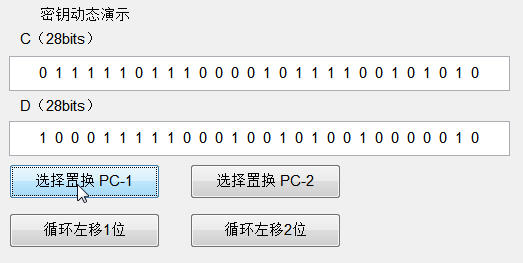 密钥动态演示
C（28bits）
0 1 1 1 1 1 0 1 1 1 0 0 0 0 1 0 1 1 1 1 0 0 1 0 1 0 1 0
D（28bits）
1 0 0 0 1 1 1 1 1 0 0 0 1 0 0 1 0 1 0 0 1 0 0 0 0 0 1 0
选择置换 PC-1
选择置换 PC-2
循环左移1位
循环左移2位